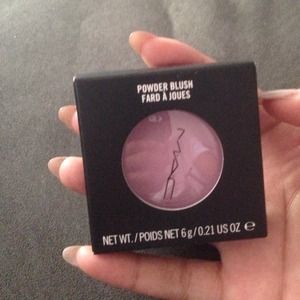 POWDER BLUSH
FARD À JOUES
MAC
NET WT./POIDS NET 6 g/0.21 US OZ e